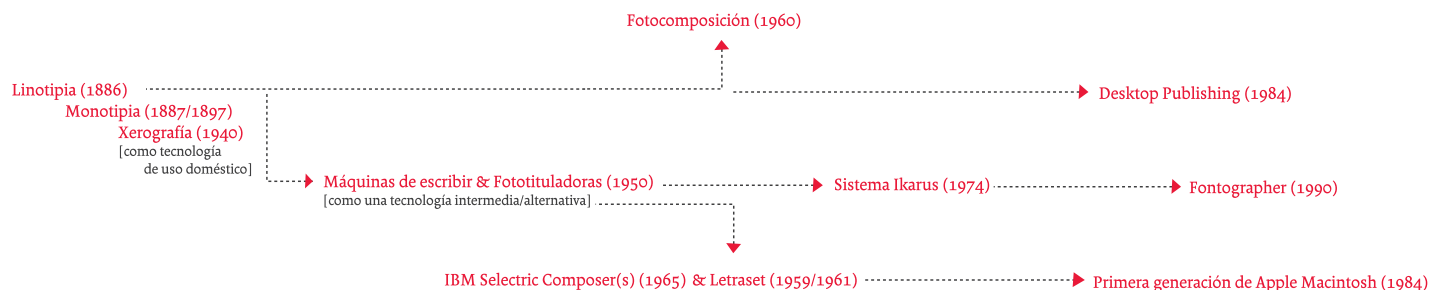 Fotocomposición (1960)
Linotipia (1886)
Monotipia (1887/1897)
Xerografía (1940)
[como tecnología
de uso doméstico]
Desktop Publishing (1984)
Máquinas de escribir & Fototituladoras (1950)
[como una tecnología intermedia/alternativa]
Sistema Ikarus (1974)
Fontographer (1990)
IBM Selectric Composer(s) (1965) & Letraset (1959/1961)
Primera generación de Apple Macintosh (1984)